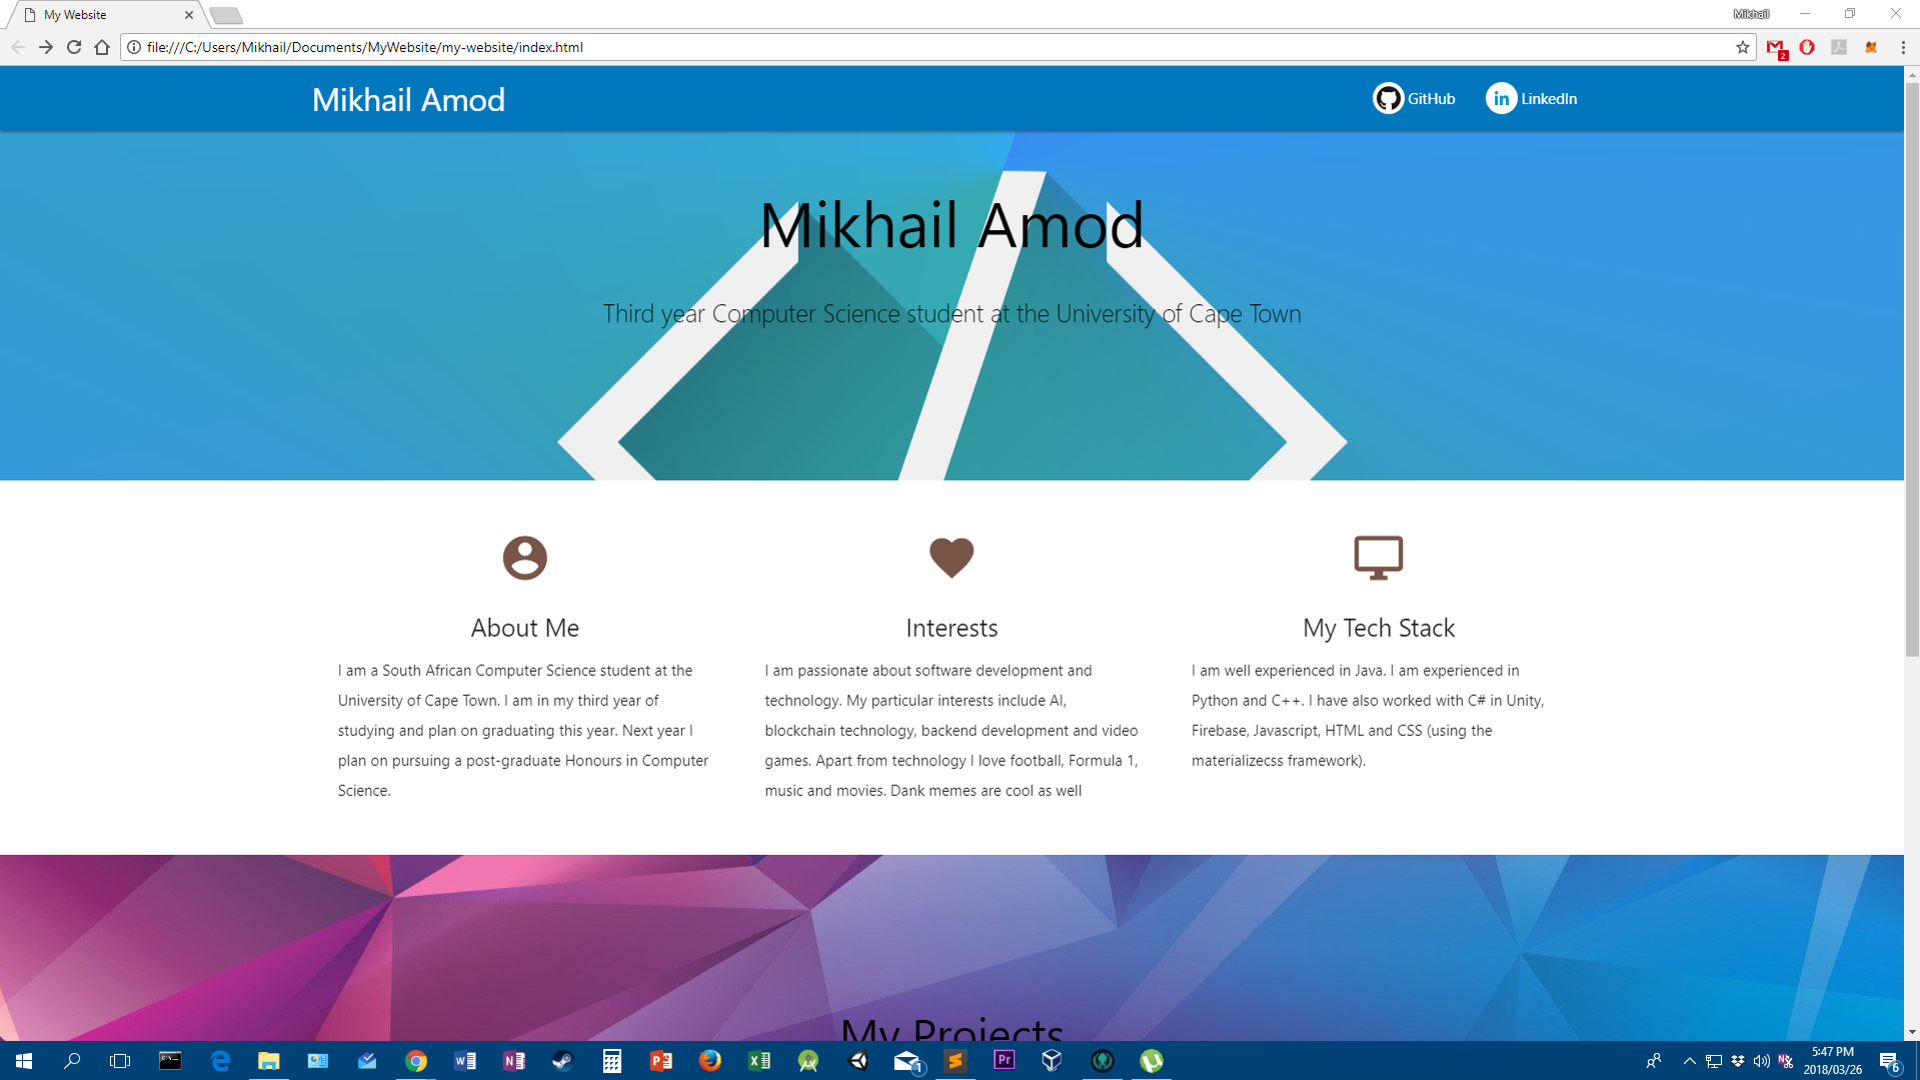 My Website
Mikhail
file:///C:/Users/Mikhail/Documents/MyWebsite/my-website/index.html
2
Mikhail Amod
GitHub
LinkedIn
Mikhail Amod
Third year Computer Science student at the University of Cape Town
About Me
I am a South African Computer Science student at the
University of Cape Town. I am in my third year of
studying and plan on graduating this year. Next year I
plan on pursuing a post-graduate Honours in Computer
Science.
Interests
I am passionate about software development and
technology. My particular interests include AI,
blockchain technology, backend development and video
games. Apart from technology I love football, Formula 1,
music and movies. Dank memes are cool as well
My Tech Stack
I am well experienced in Java. I am experienced in
Python and C++. I have also worked with C# in Unity,
Firebase, Javascript, HTML and CSS (using the
materializecss framework).
My Projects
1
Pr
5:47 PM
2018/03/26
6